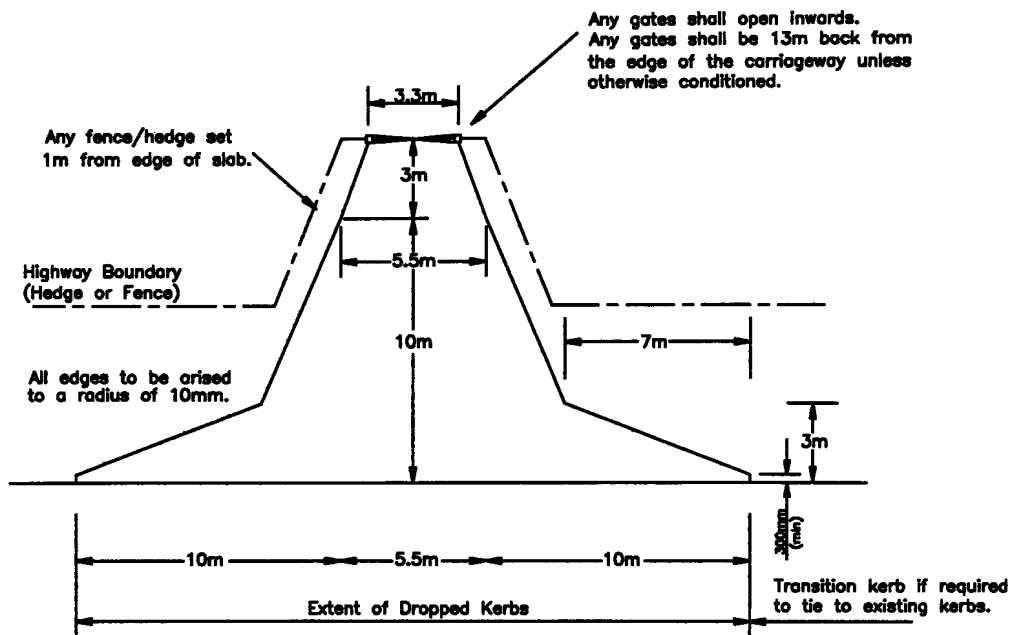 Any gates shall open inwards.
Any gates shall be 13m back from
the edge of the carriageway unless
otherwise conditioned.
3.3m
Any fence/hedge set
1m from edge of slab.
3m
5.5m
Highway Boundary
(Hedge or Fence)
10m
7m
All edges to be arised
to a radius of 10mm.
3m
300mm
(min)
10m
5.5m
10m
Extent of Dropped Kerbs
Transition kerb if required
to tie to existing kerbs.